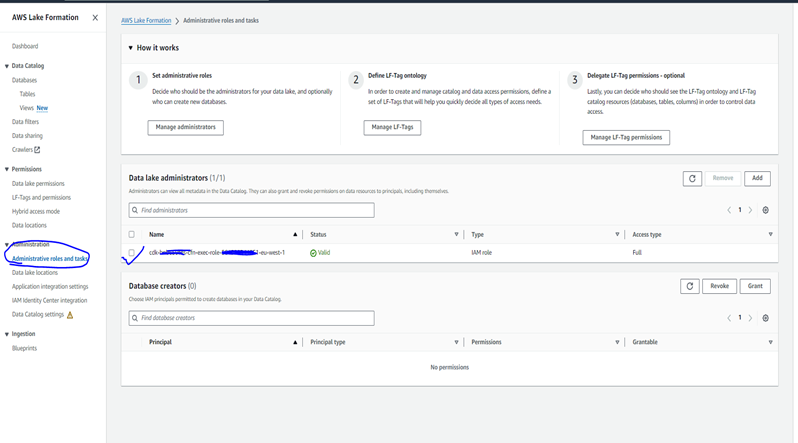 AWS Lake Formation
Dashboard
Data Catalog
Databases
Tables
Views New
Data filters
Data sharing
Crawlers
Permissions
Data lake permissions
LF-Tags and permissions
Hybrid access mode
Data locations
Administration
Administrative roles and tasks
Data lake locations
Application integration settings
IAM Identity Center integration
Data Catalog settings
Ingestion
Blueprints
AWS Lake Formation > Administrative roles and tasks
How it works
1 Set administrative roles
Decide who should be the administrators for your data lake, and optionally
who can create new databases.
Manage administrators
2 Define LF-Tag ontology
In order to create and manage catalog and data access permissions, define a
set of LF-Tags that will help you quickly decide all types of access needs.
Manage LF-Tags
3 Delegate LF-Tag permissions - optional
Lastly, you can decide who should see the LF-Tag ontology and LF-Tag
catalog resources (databases, tables, columns) in order to control data
access.
Manage LF-Tag permissions
Data lake administrators (1/1)
Remove Add
Administrators can view all metadata in the Data Catalog. They can also grant and revoke permissions on data resources to principals, including themselves.
Find administrators
1
Name Status Type Access type
cdk- cfn-exec-role- 1-eu-west-1 Valid IAM role Full
Database creators (0)
Revoke Grant
Choose IAM principals permitted to create databases in your Data Catalog.
Find database creators
1
Principal Principal type Permissions Grantable
No permissions